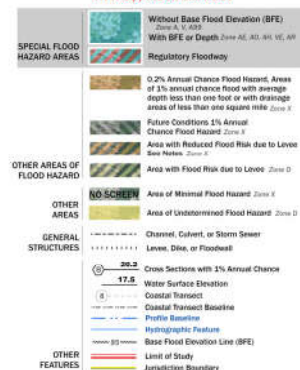 Without Base Flood Elevation (BFE)
Zone A, V, A99
With BFE or Depth Zone AE, AO, AH, VE, AR
SPECIAL FLOOD
HAZARD AREAS
Regulatory Floodway
0.2% Annual Chance Flood Hazard, Areas
of 1% annual chance flood with average
depth less than one foot or with drainage
areas of less than one square mile Zone X
Future Conditions 1% Annual
Chance Flood Hazard Zone X
Area with Reduced Flood Risk due to Levee
See Notes Zone X
OTHER AREAS OF
FLOOD HAZARD
Area with Flood Risk due to Levee Zone D
NO SCREEN Area of Minimal Flood Hazard Zone X
OTHER
AREAS
Area of Undetermined Flood Hazard Zone D
GENERAL
STRUCTURES
Channel, Culvert, or Storm Sewer
Levee, Dike, or Floodwall
B 20.2 Cross Sections with 1% Annual Chance
17.5 Water Surface Elevation
8 Coastal Transect
Coastal Transect Baseline
Profile Baseline
Hydrographic Feature
Base Flood Elevation Line (BFE)
OTHER
FEATURES
Limit of Study
Jurisdiction Boundary